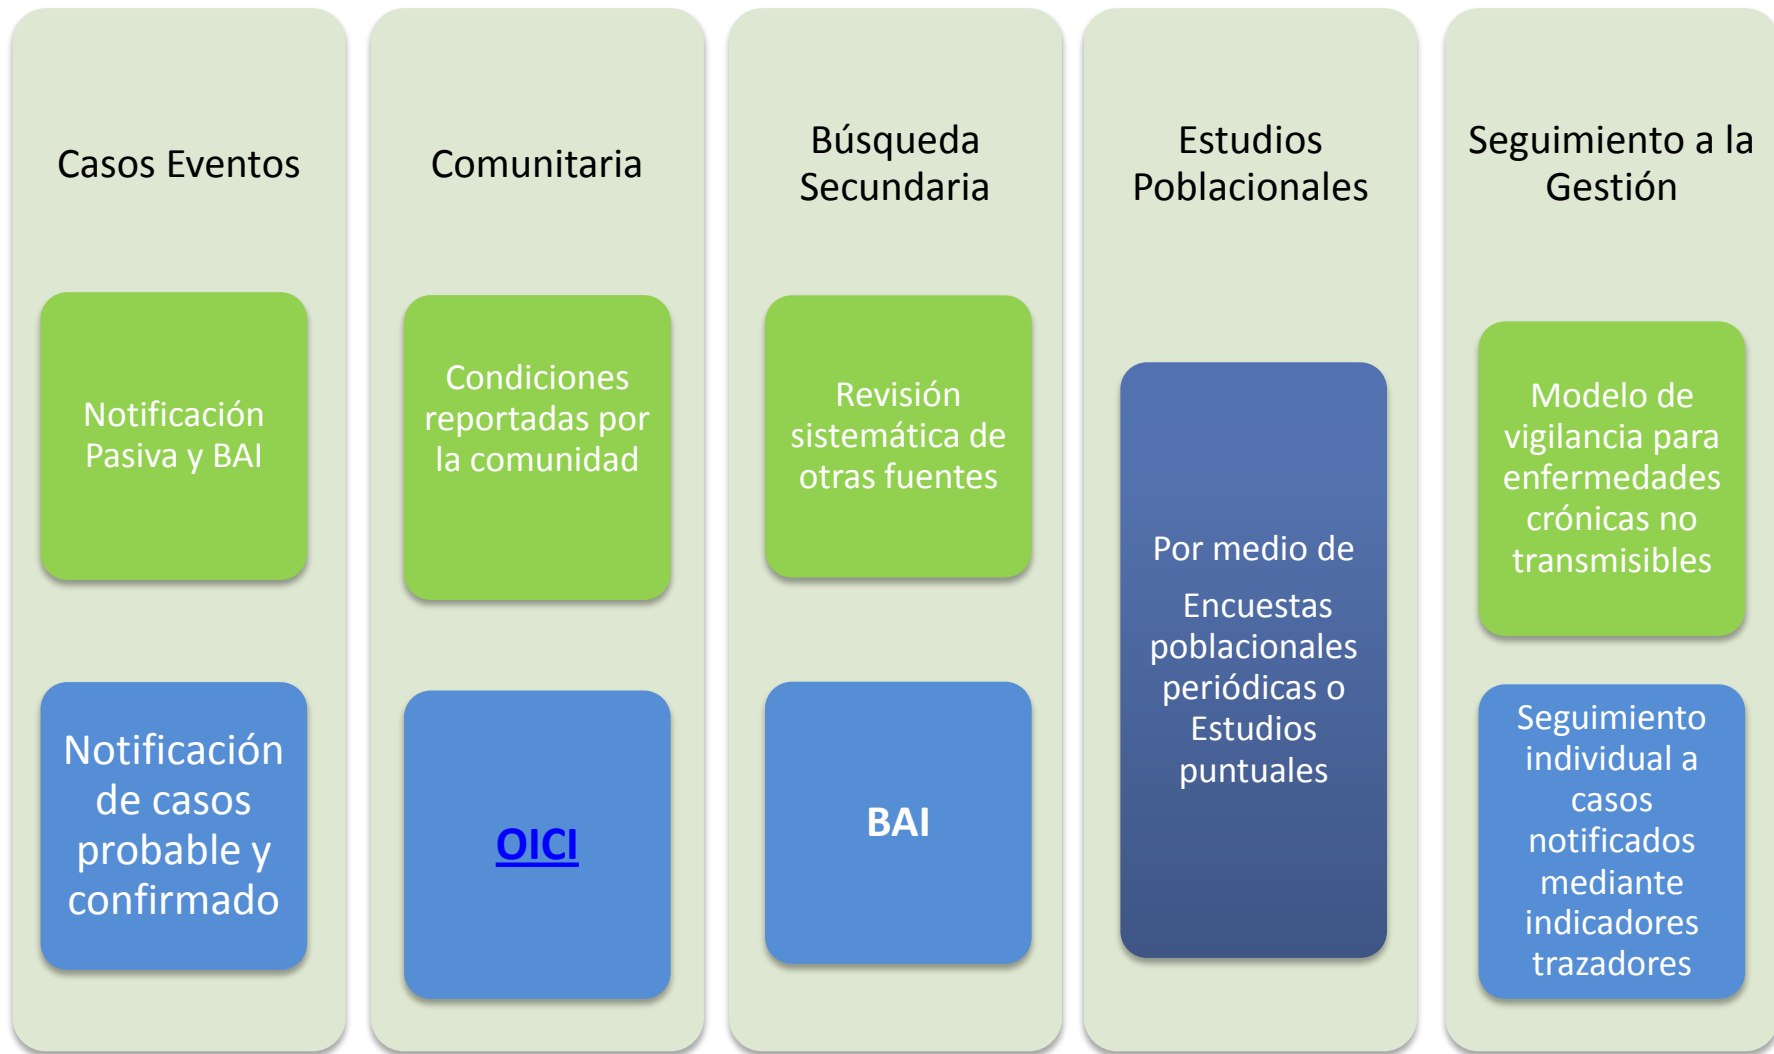 Casos Eventos
Notificación
Pasiva y BAI
Notificación
de casos
probable y
confirmado
Comunitaria
Condiciones
reportadas por
la comunidad
OICI
Búsqueda
Secundaria
Revisión
sistemática de
otras fuentes
BAI
Estudios
Poblacionales
Por medio de
Encuestas
poblacionales
periódicas o
Estudios
puntuales
Seguimiento a la
Gestión
Modelo de
vigilancia para
enfermedades
crónicas no
transmisibles
Seguimiento
individual a
casos
notificados
mediante
indicadores
trazadores